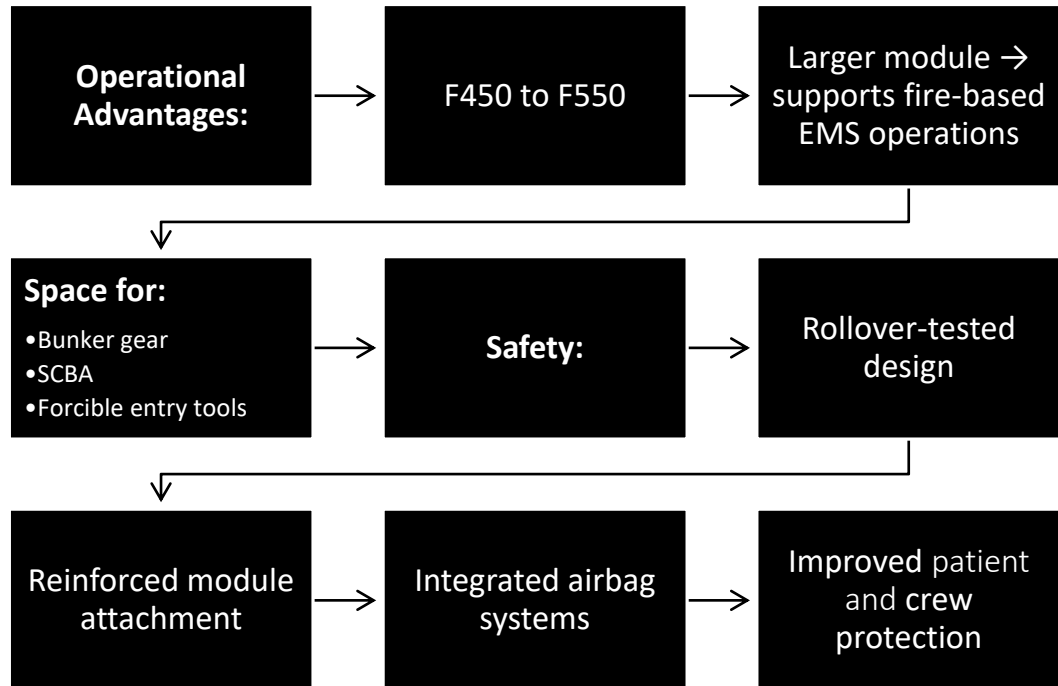 Operational
Advantages:
F450 to F550
Larger module →
supports fire-based
EMS operations
Space for:
•Bunker gear
•SCBA
•Forcible entry tools
Safety:
Rollover-tested
design
Reinforced module
attachment
Integrated airbag
systems
Improved patient
and crew
protection